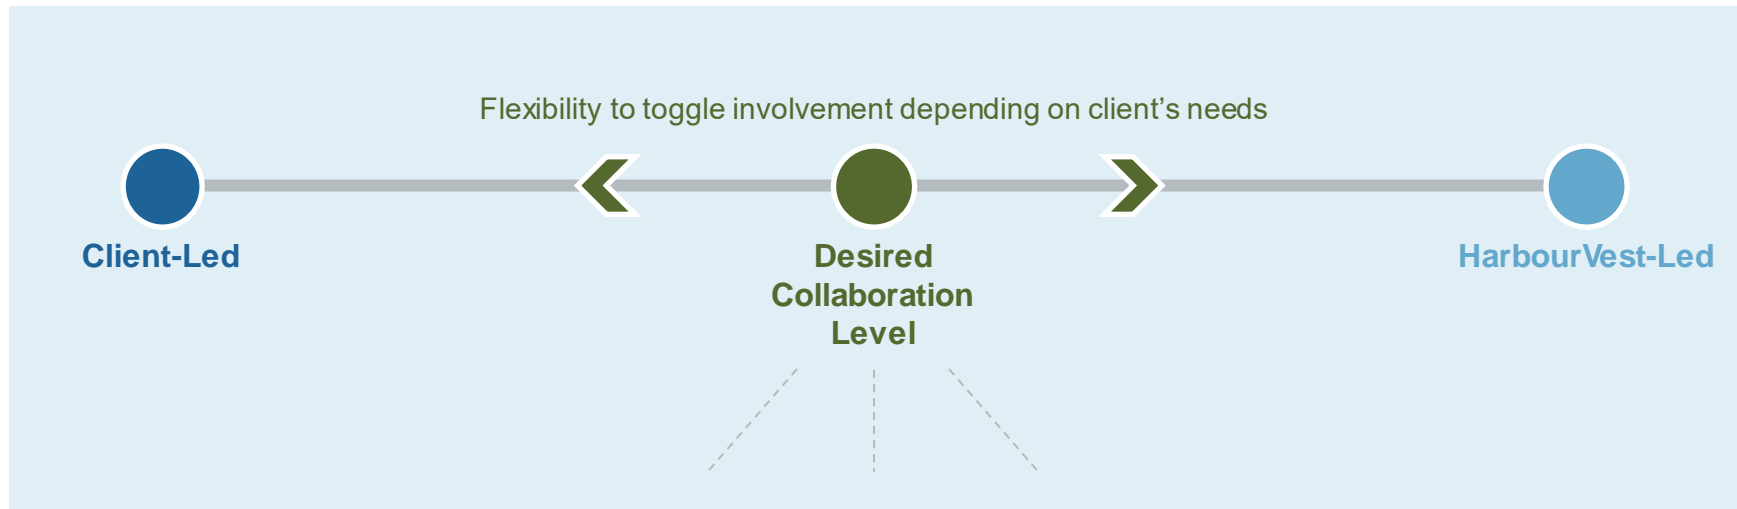 Flexibility to toggle involvement depending on client’s needs
Client-Led
Desired
Collaboration
Level
HarbourVest-Led